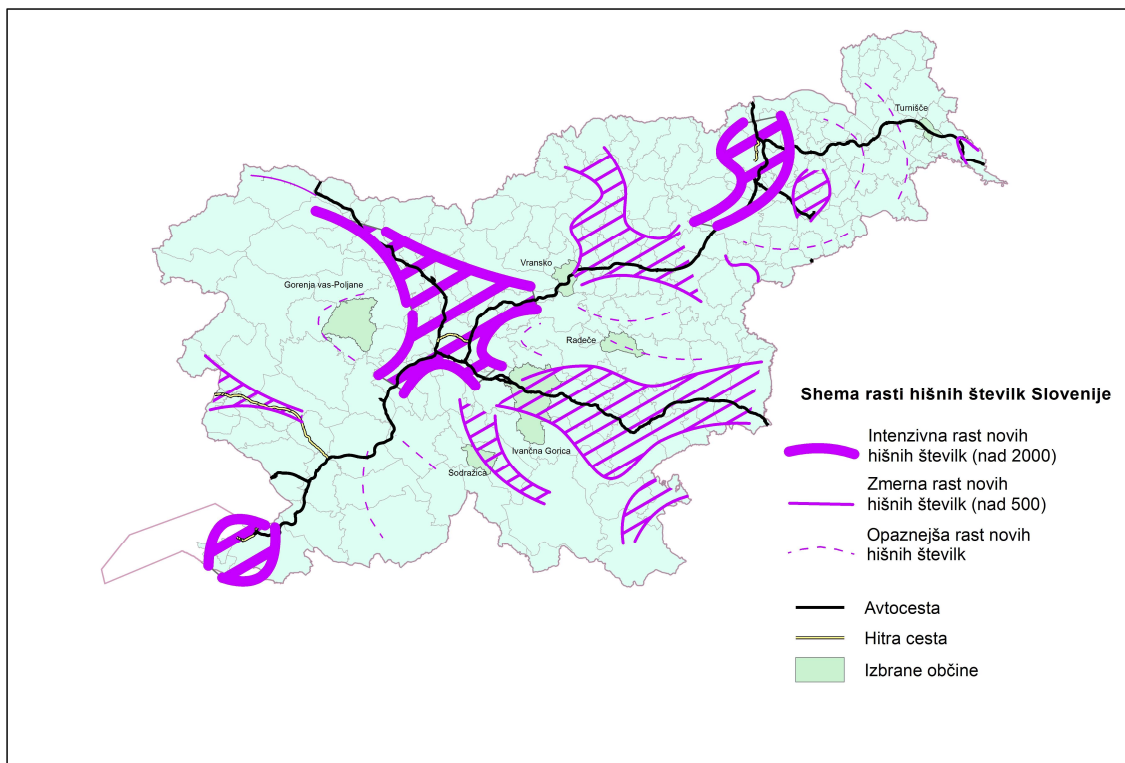 Turnišče
Vransko
Gorenja vas-Poljane
Radeče
Ivančna Gorica
Sodražica
Shema rasti hišnih številk Slovenije
Intenzivna rast novih
hišnih številk (nad 2000)
Zmerna rast novih
hišnih številk (nad 500)
Opaznejša rast novih
hišnih številk
Avtocesta
Hitra cesta
Izbrane občine